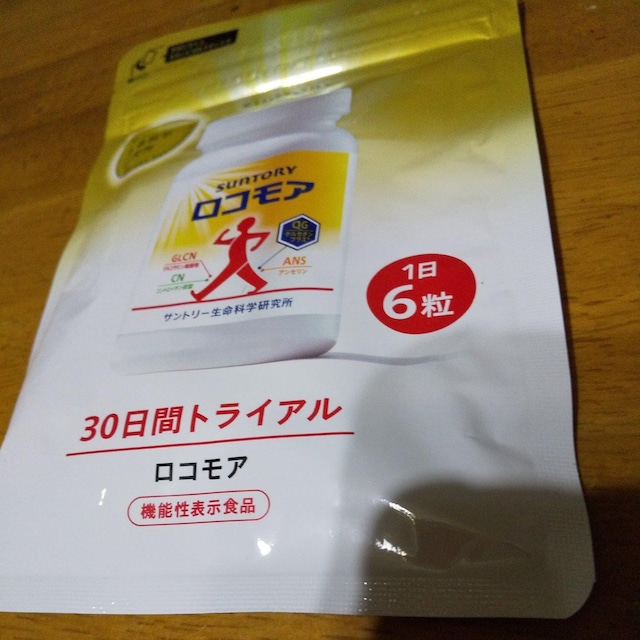 SUNTORY
ロコモア
QG
GLCN
CN
ANS
アンセリン
サントリー生命科学研究所
1日
6粒
30日間トライアル
ロコモア
機能性表示食品